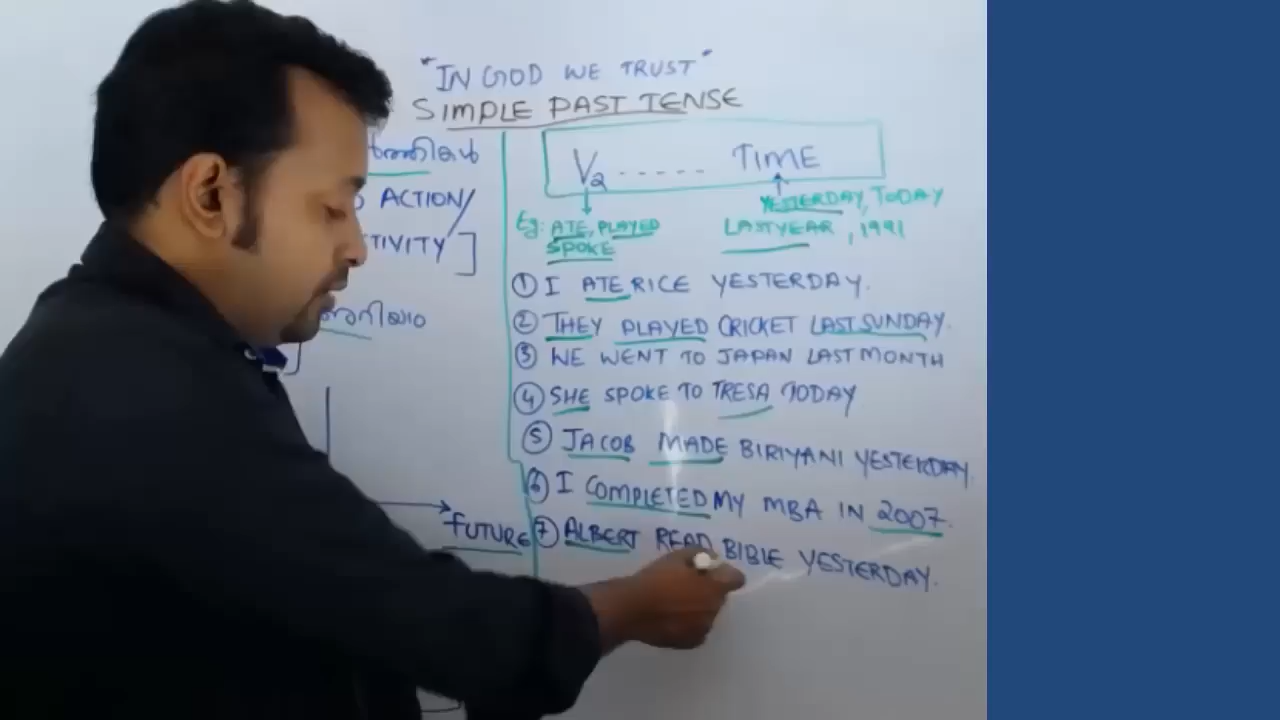 "IN GOD WE TRUST"
SIMPLE PAST TENSE
ACTION/
TIVITY]
അറിയാം
FUTURE
V2 ...... TIME
Eg: ATE, PLAYED
SPOKE
YESTERDAY, TODAY
LAST YEAR, 1991
① I ATE RICE YESTERDAY.
② THEY PLAYED CRICKET LAST SUNDAY.
③ WE WENT TO JAPAN LAST MONTH
④ SHE SPOKE TO TRESA TODAY
⑤ JACOB MADE BIRIYANI YESTERDAY.
⑥ I COMPLETED MY MBA IN 2007.
⑦ ALBERT READ BIBLE YESTERDAY.